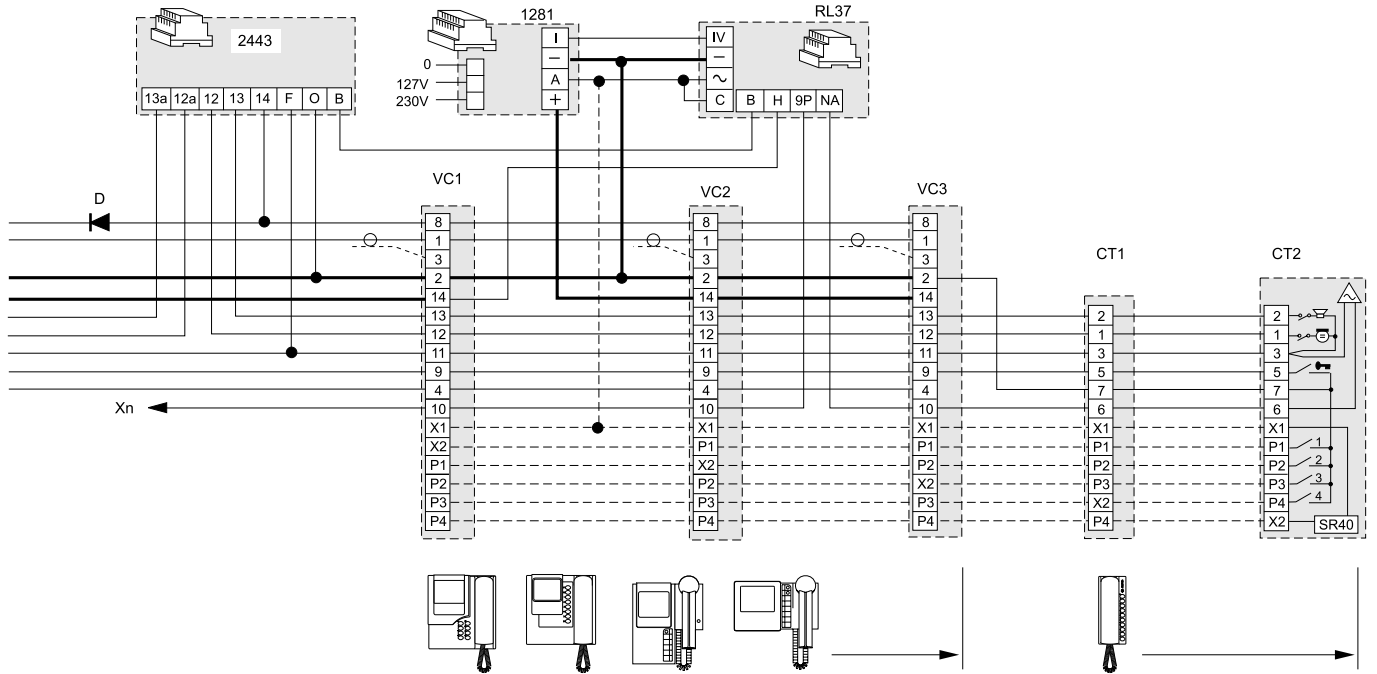 2443
13a 12a 12 13 14 F O B
1281
0
127V
230V
I
–
A
+
RL37
IV
–
~
C
B H 9P NA
D
Xn
VC1
8
1
3
2
14
13
12
11
9
4
10
X1
X2
P1
P2
P3
P4
VC2
8
1
3
2
14
13
12
11
9
4
10
X1
P1
X2
P2
P3
P4
VC3
8
1
3
2
14
13
12
11
9
4
10
X1
P1
P2
X2
P3
P4
CT1
2
1
3
5
7
6
X1
P1
P2
P3
X2
P4
CT2
2
1
3
5
7
6
X1
P1 1
P2 2
P3 3
P4 4
X2
SR40